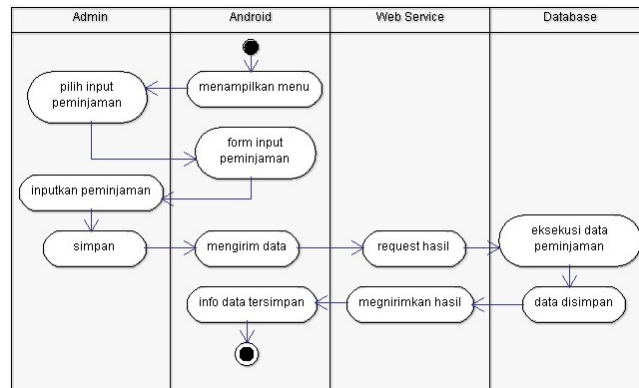 Admin
Android
Web Service
Database
menampilkan menu
pilih input
peminjaman
form input
peminjaman
inputkan peminjaman
simpan
mengirim data
request hasil
eksekusi data
peminjaman
info data tersimpan
megnirimkan hasil
data disimpan